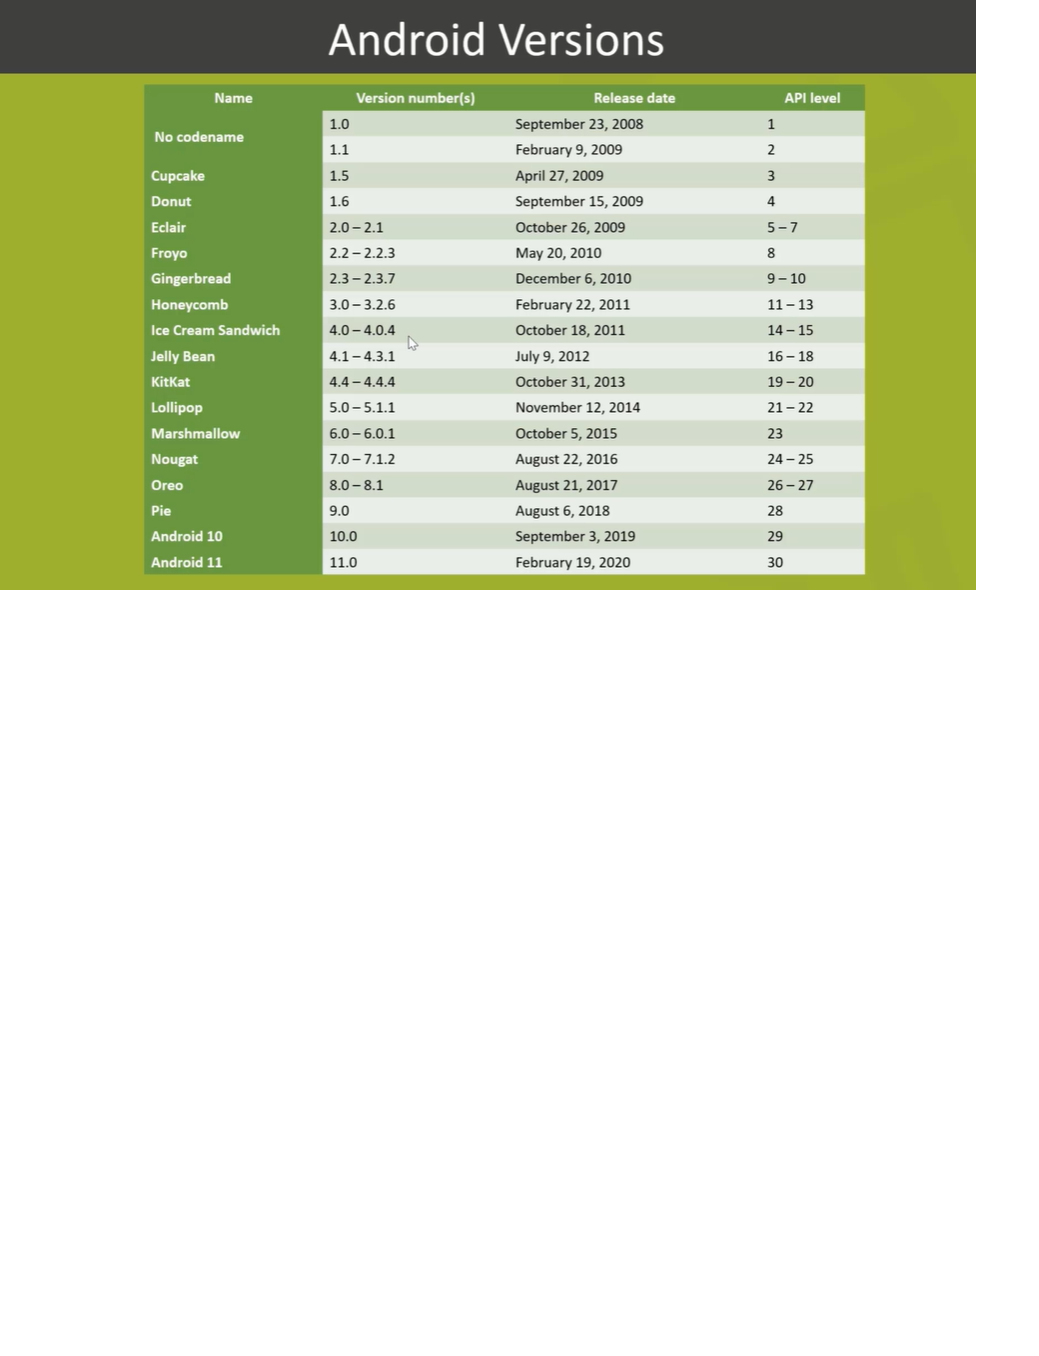 Android Versions
Name Version number(s) Release date API level
No codename 1.0 September 23, 2008 1
1.1 February 9, 2009 2
Cupcake 1.5 April 27, 2009 3
Donut 1.6 September 15, 2009 4
Eclair 2.0 – 2.1 October 26, 2009 5 – 7
Froyo 2.2 – 2.2.3 May 20, 2010 8
Gingerbread 2.3 – 2.3.7 December 6, 2010 9 – 10
Honeycomb 3.0 – 3.2.6 February 22, 2011 11 – 13
Ice Cream Sandwich 4.0 – 4.0.4 October 18, 2011 14 – 15
Jelly Bean 4.1 – 4.3.1 July 9, 2012 16 – 18
KitKat 4.4 – 4.4.4 October 31, 2013 19 – 20
Lollipop 5.0 – 5.1.1 November 12, 2014 21 – 22
Marshmallow 6.0 – 6.0.1 October 5, 2015 23
Nougat 7.0 – 7.1.2 August 22, 2016 24 – 25
Oreo 8.0 – 8.1 August 21, 2017 26 – 27
Pie 9.0 August 6, 2018 28
Android 10 10.0 September 3, 2019 29
Android 11 11.0 February 19, 2020 30